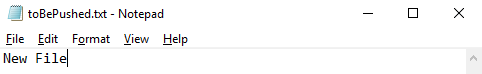 toBePushed.txt - Notepad
File Edit Format View Help
New File